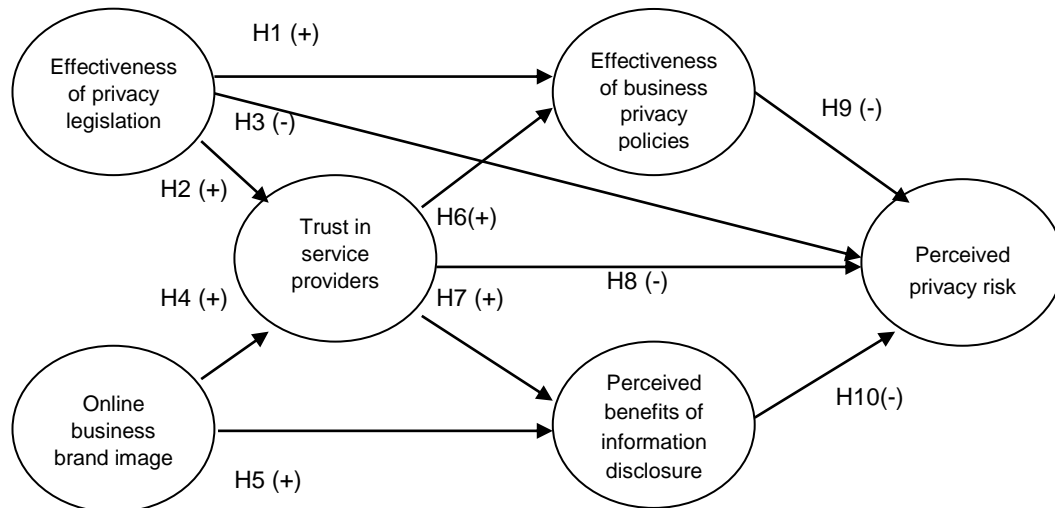 H1 (+)
Effectiveness
of privacy
legislation
Effectiveness
of business
privacy
policies
H3 (-)
H9 (-)
H2 (+)
Trust in
service
providers
H6(+)
Perceived
privacy risk
H4 (+)
H7 (+)
H8 (-)
Online
business
brand image
Perceived
benefits of
information
disclosure
H10(-)
H5 (+)